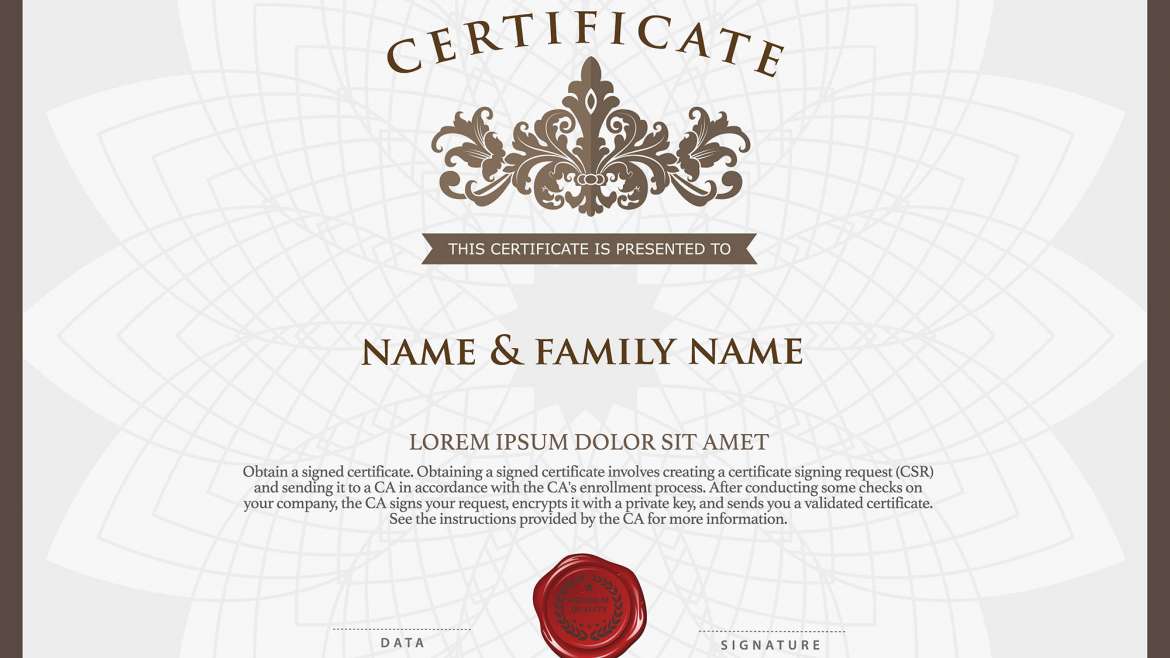 CERTIFICATE
THIS CERTIFICATE IS PRESENTED TO
NAME & FAMILY NAME
LOREM IPSUM DOLOR SIT AMET
Obtain a signed certificate. Obtaining a signed certificate involves creating a certificate signing request (CSR)
and sending it to a CA in accordance with the CA's enrollment process. After conducting some checks on
your company, the CA signs your request, encrypts it with a private key, and sends you a validated certificate.
See the instructions provided by the CA for more information.
QUALITY
DATA
SIGNATURE